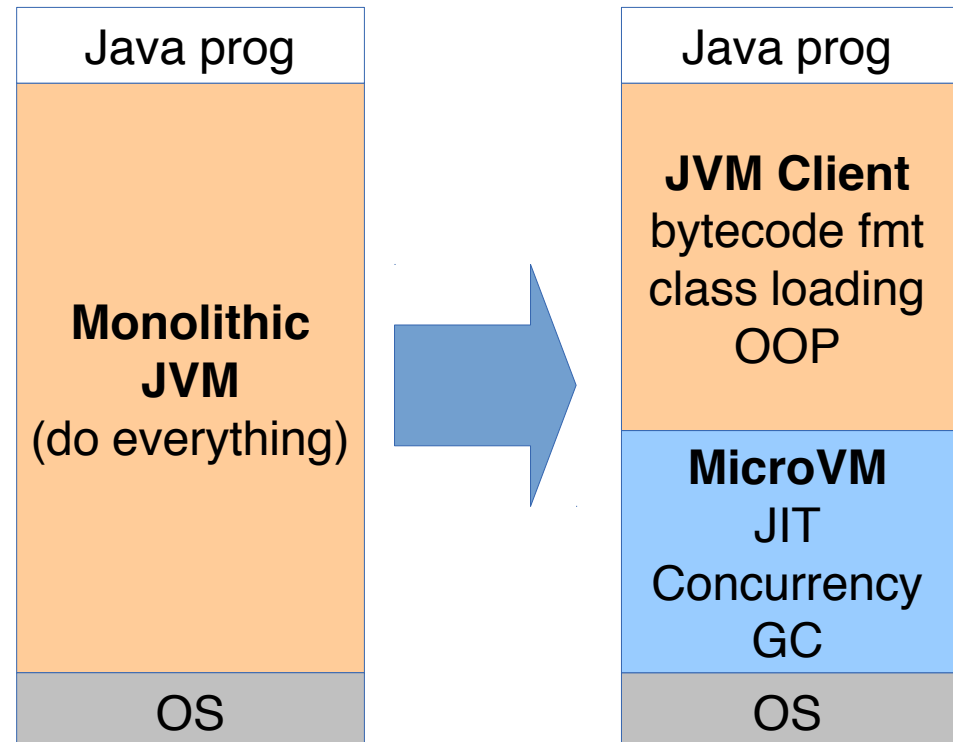 Java prog
Monolithic
JVM
(do everything)
OS
Java prog
JVM Client
bytecode fmt
class loading
OOP
MicroVM
JIT
Concurrency
GC
OS